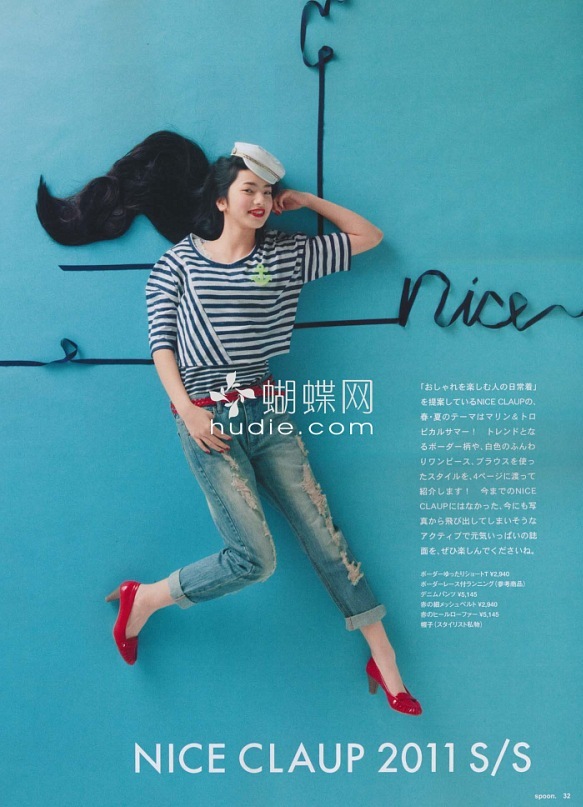 nice
「おしゃれを楽しむ人の日常着」
を提案しているNICE CLAUPの、
春・夏のテーマはマリン＆トロ
ピカルサマー！　トレンドとな
るボーダー柄や、白色のふんわ
りワンピース、ブラウスを使っ
たスタイルを、4ページに渡って
紹介します！　今までのNICE
CLAUPにはなかった、今にも写
真から飛び出してしまいそうな
アクティブで元気いっぱいの誌
面を、ぜひ楽しんでくださいね。
蝴蝶网
hudie.com
ボーダーゆったりショートT ¥2,940
ボーダーレース付ランニング（参考商品）
デニムパンツ ¥5,145
赤の編メッシュベルト ¥2,940
赤のヒールローファー ¥5,145
帽子（スタイリスト私物）
NICE CLAUP 2011 S/S
spoon. 32